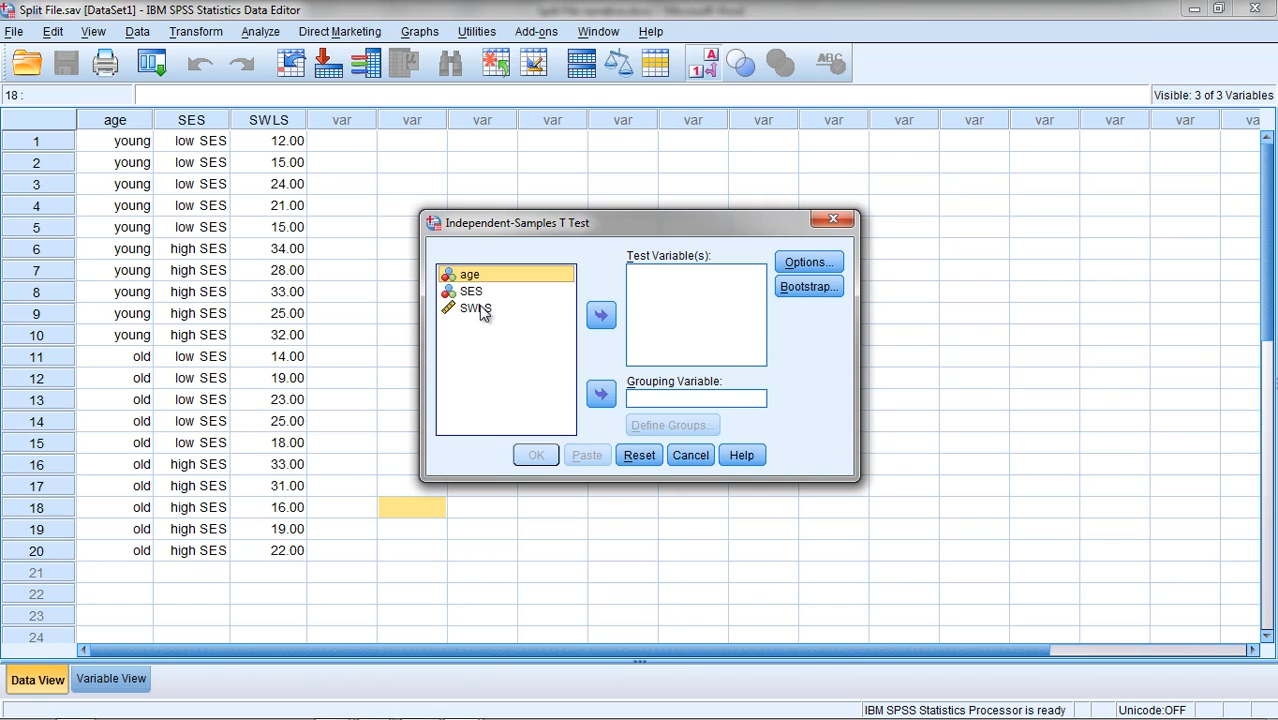 Split File.sav [DataSet1] - IBM SPSS Statistics Data Editor
File Edit View Data Transform Analyze Direct Marketing Graphs Utilities Add-ons Window Help
18 : Visible: 3 of 3 Variables
age SES SWLS var var var var var var var var var var var var var va
1 young low SES 12.00
2 young low SES 15.00
3 young low SES 24.00
4 young low SES 21.00
5 young low SES 15.00
6 young high SES 34.00
7 young high SES 28.00
8 young high SES 33.00
9 young high SES 25.00
10 young high SES 32.00
11 old low SES 14.00
12 old low SES 19.00
13 old low SES 23.00
14 old low SES 25.00
15 old low SES 18.00
16 old high SES 33.00
17 old high SES 31.00
18 old high SES 16.00
19 old high SES 19.00
20 old high SES 22.00
21
22
23
24
Independent-Samples T Test
age
SES
SWLS
Test Variable(s):
Grouping Variable:
Define Groups...
Options...
Bootstrap...
OK Paste Reset Cancel Help
Data View Variable View
IBM SPSS Statistics Processor is ready Unicode:OFF